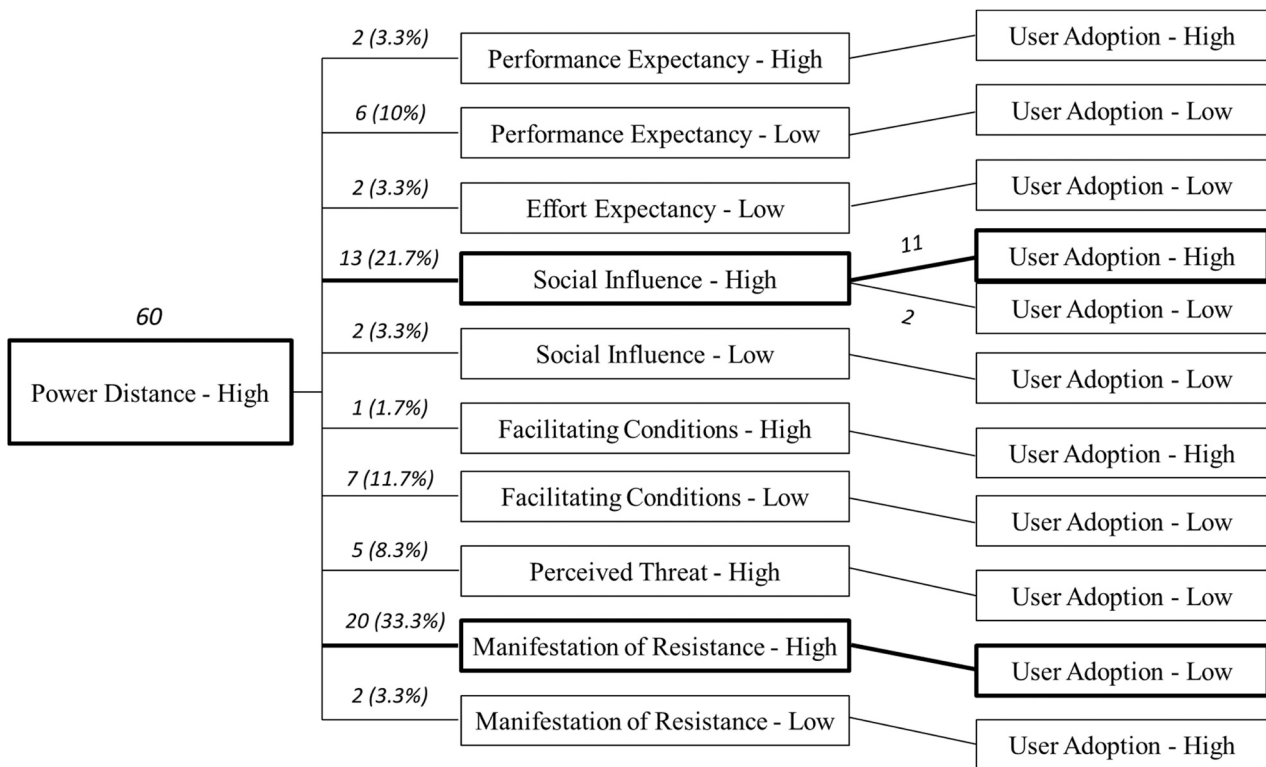 2 (3.3%)
Performance Expectancy - High
User Adoption - High
6 (10%)
Performance Expectancy - Low
User Adoption - Low
2 (3.3%)
Effort Expectancy - Low
User Adoption - Low
13 (21.7%)
Social Influence - High
11
User Adoption - High
2
User Adoption - Low
60
Power Distance - High
2 (3.3%)
Social Influence - Low
User Adoption - Low
1 (1.7%)
Facilitating Conditions - High
User Adoption - High
7 (11.7%)
Facilitating Conditions - Low
User Adoption - Low
5 (8.3%)
Perceived Threat - High
User Adoption - Low
20 (33.3%)
Manifestation of Resistance - High
User Adoption - Low
2 (3.3%)
Manifestation of Resistance - Low
User Adoption - High